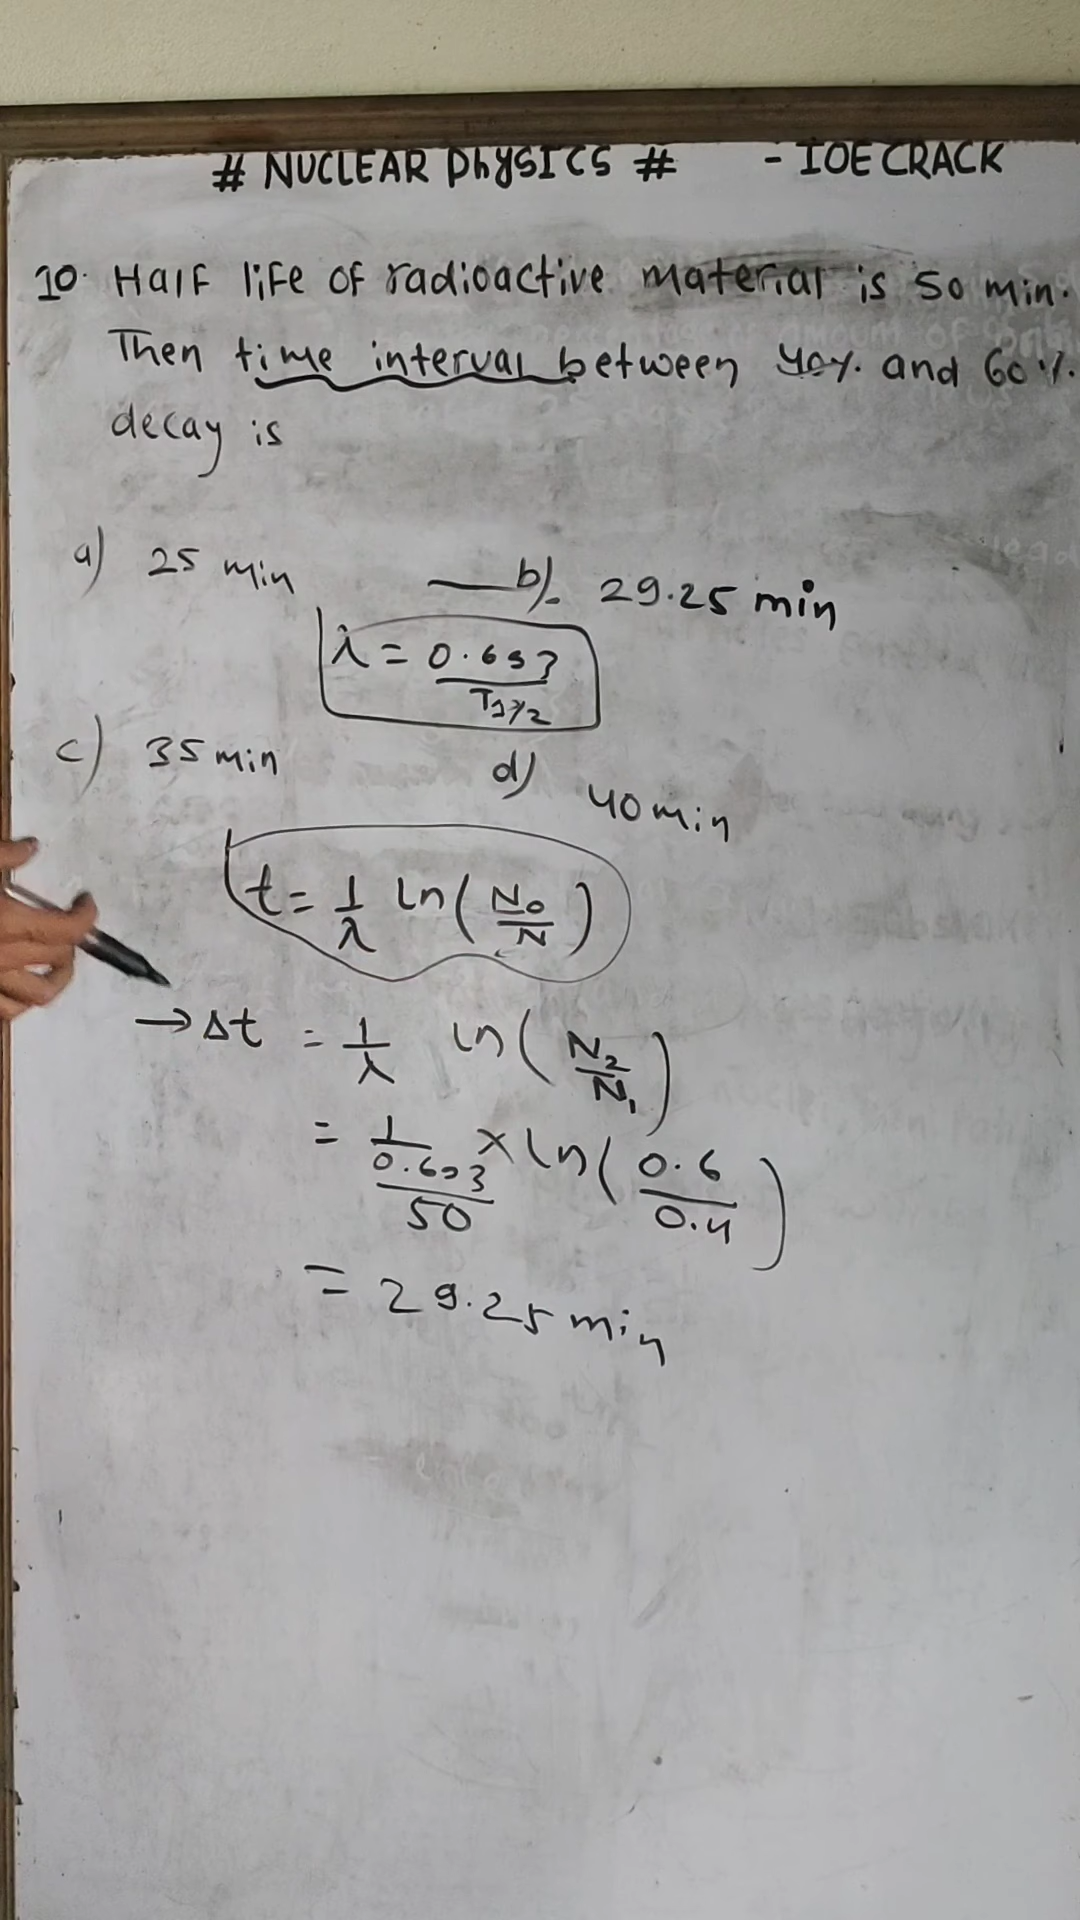 # NUCLEAR PHYSICS # - IOE CRACK
10. Half life of radioactive material is 50 min.
Then time interval between 40% and 60%
decay is
a) 25 min b) 29.25 min
λ = 0.693 / T1/2
c) 35 min d) 40 min
t = 1/λ ln(N0/N)
→ Δt = 1/λ ln(N2/N1)
= 1/(0.693/50) × ln(0.6/0.4)
= 29.25 min